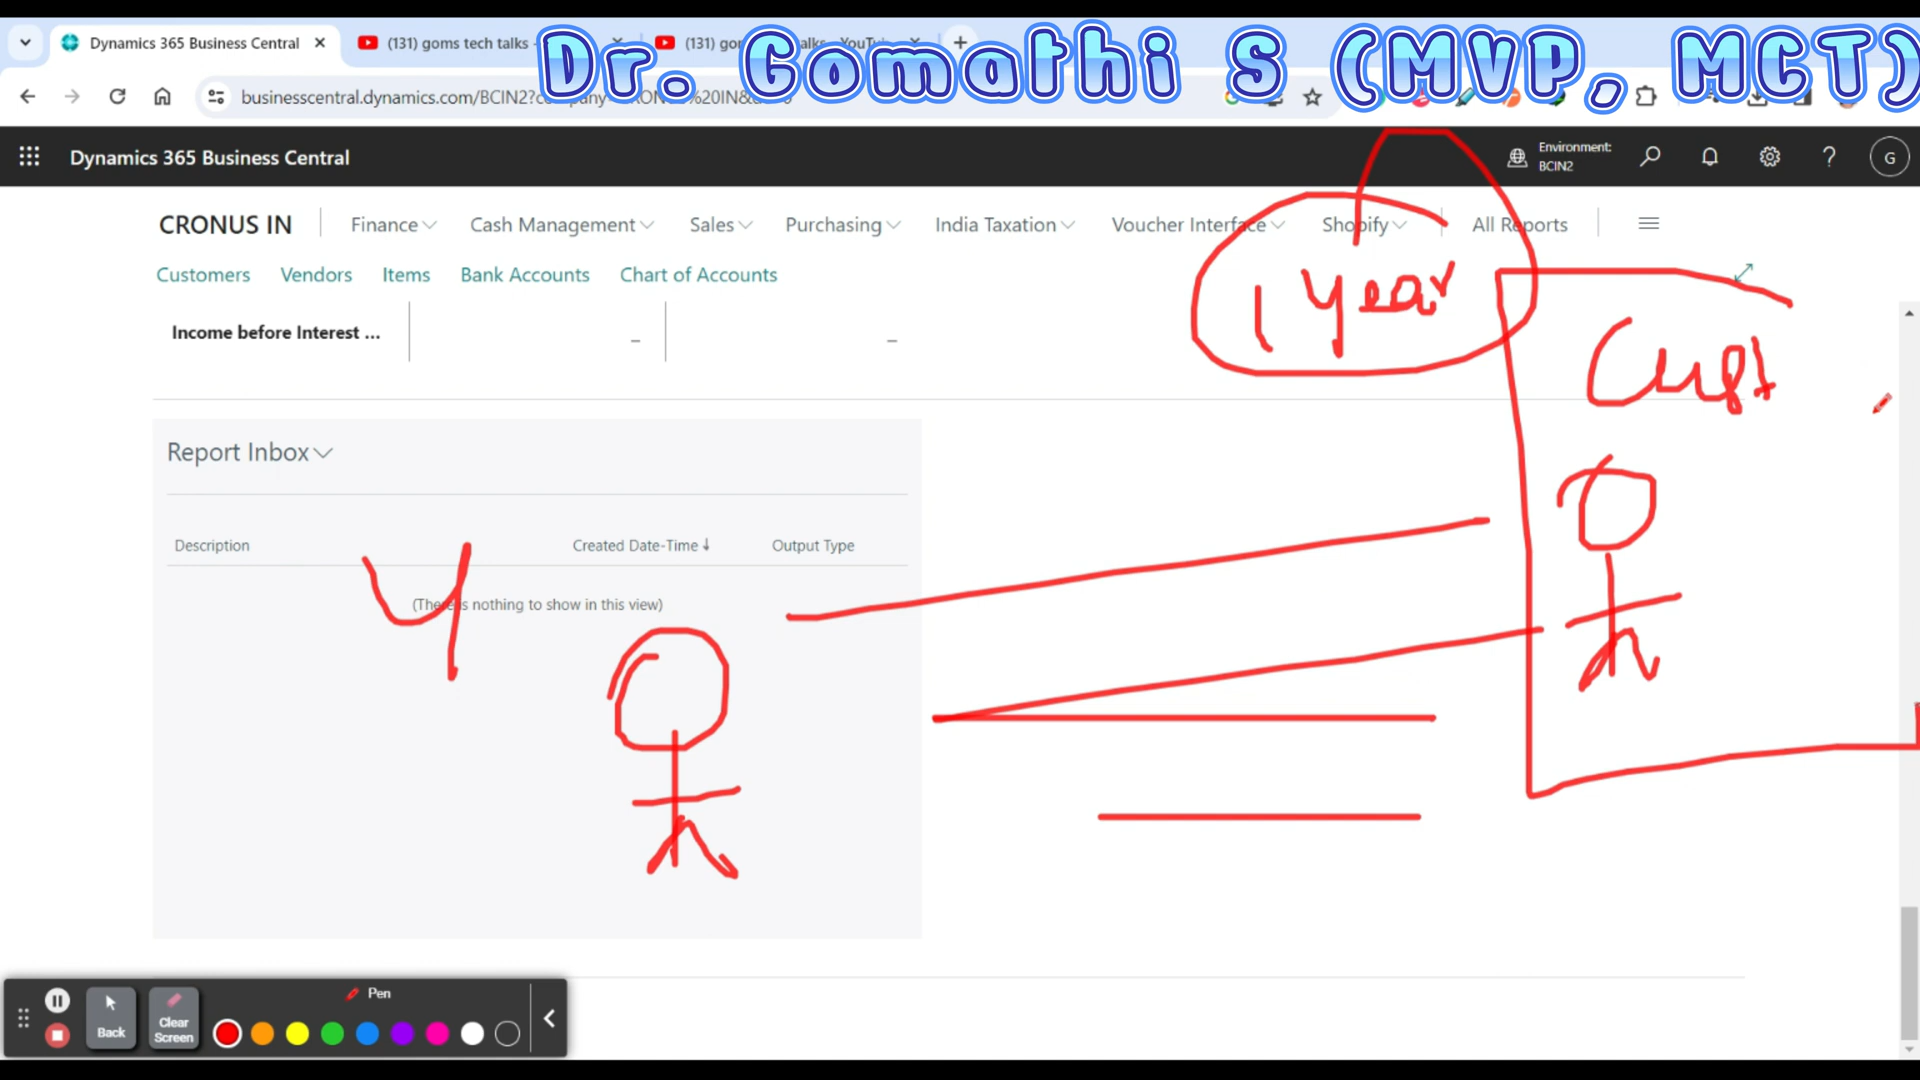 Dynamics 365 Business Central
(131) goms tech talks -
(131) gom
Dr. Gomathi S (MVP, MCT)
businesscentral.dynamics.com/BCIN2?company
Dynamics 365 Business Central
Environment:
BCIN2
?
G
CRONUS IN
Finance
Cash Management
Sales
Purchasing
India Taxation
Voucher Interface
Shopify
All Reports
Customers
Vendors
Items
Bank Accounts
Chart of Accounts
1 year
Income before Interest ...
–
–
Cust
Report Inbox
Description
Created Date-Time ↓
Output Type
(There is nothing to show in this view)
Y
Pen
Back
Clear
Screen